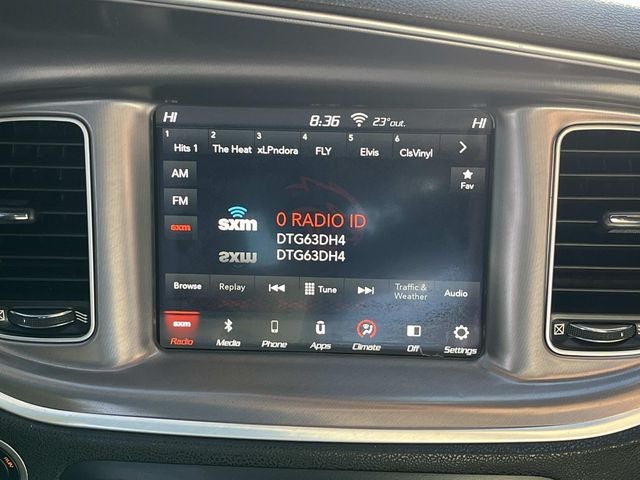 HI 8:36 23°out. HI
1 2 3 4 5 6
Hits 1 The Heat xLPndora FLY Elvis ClsVinyl
AM
Fav
FM
sxm
sxm 0 RADIO ID
DTG63DH4
sxm DTG63DH4
Browse Replay Tune Traffic & Weather Audio
sxm
Radio Media Phone Apps Climate Off Settings